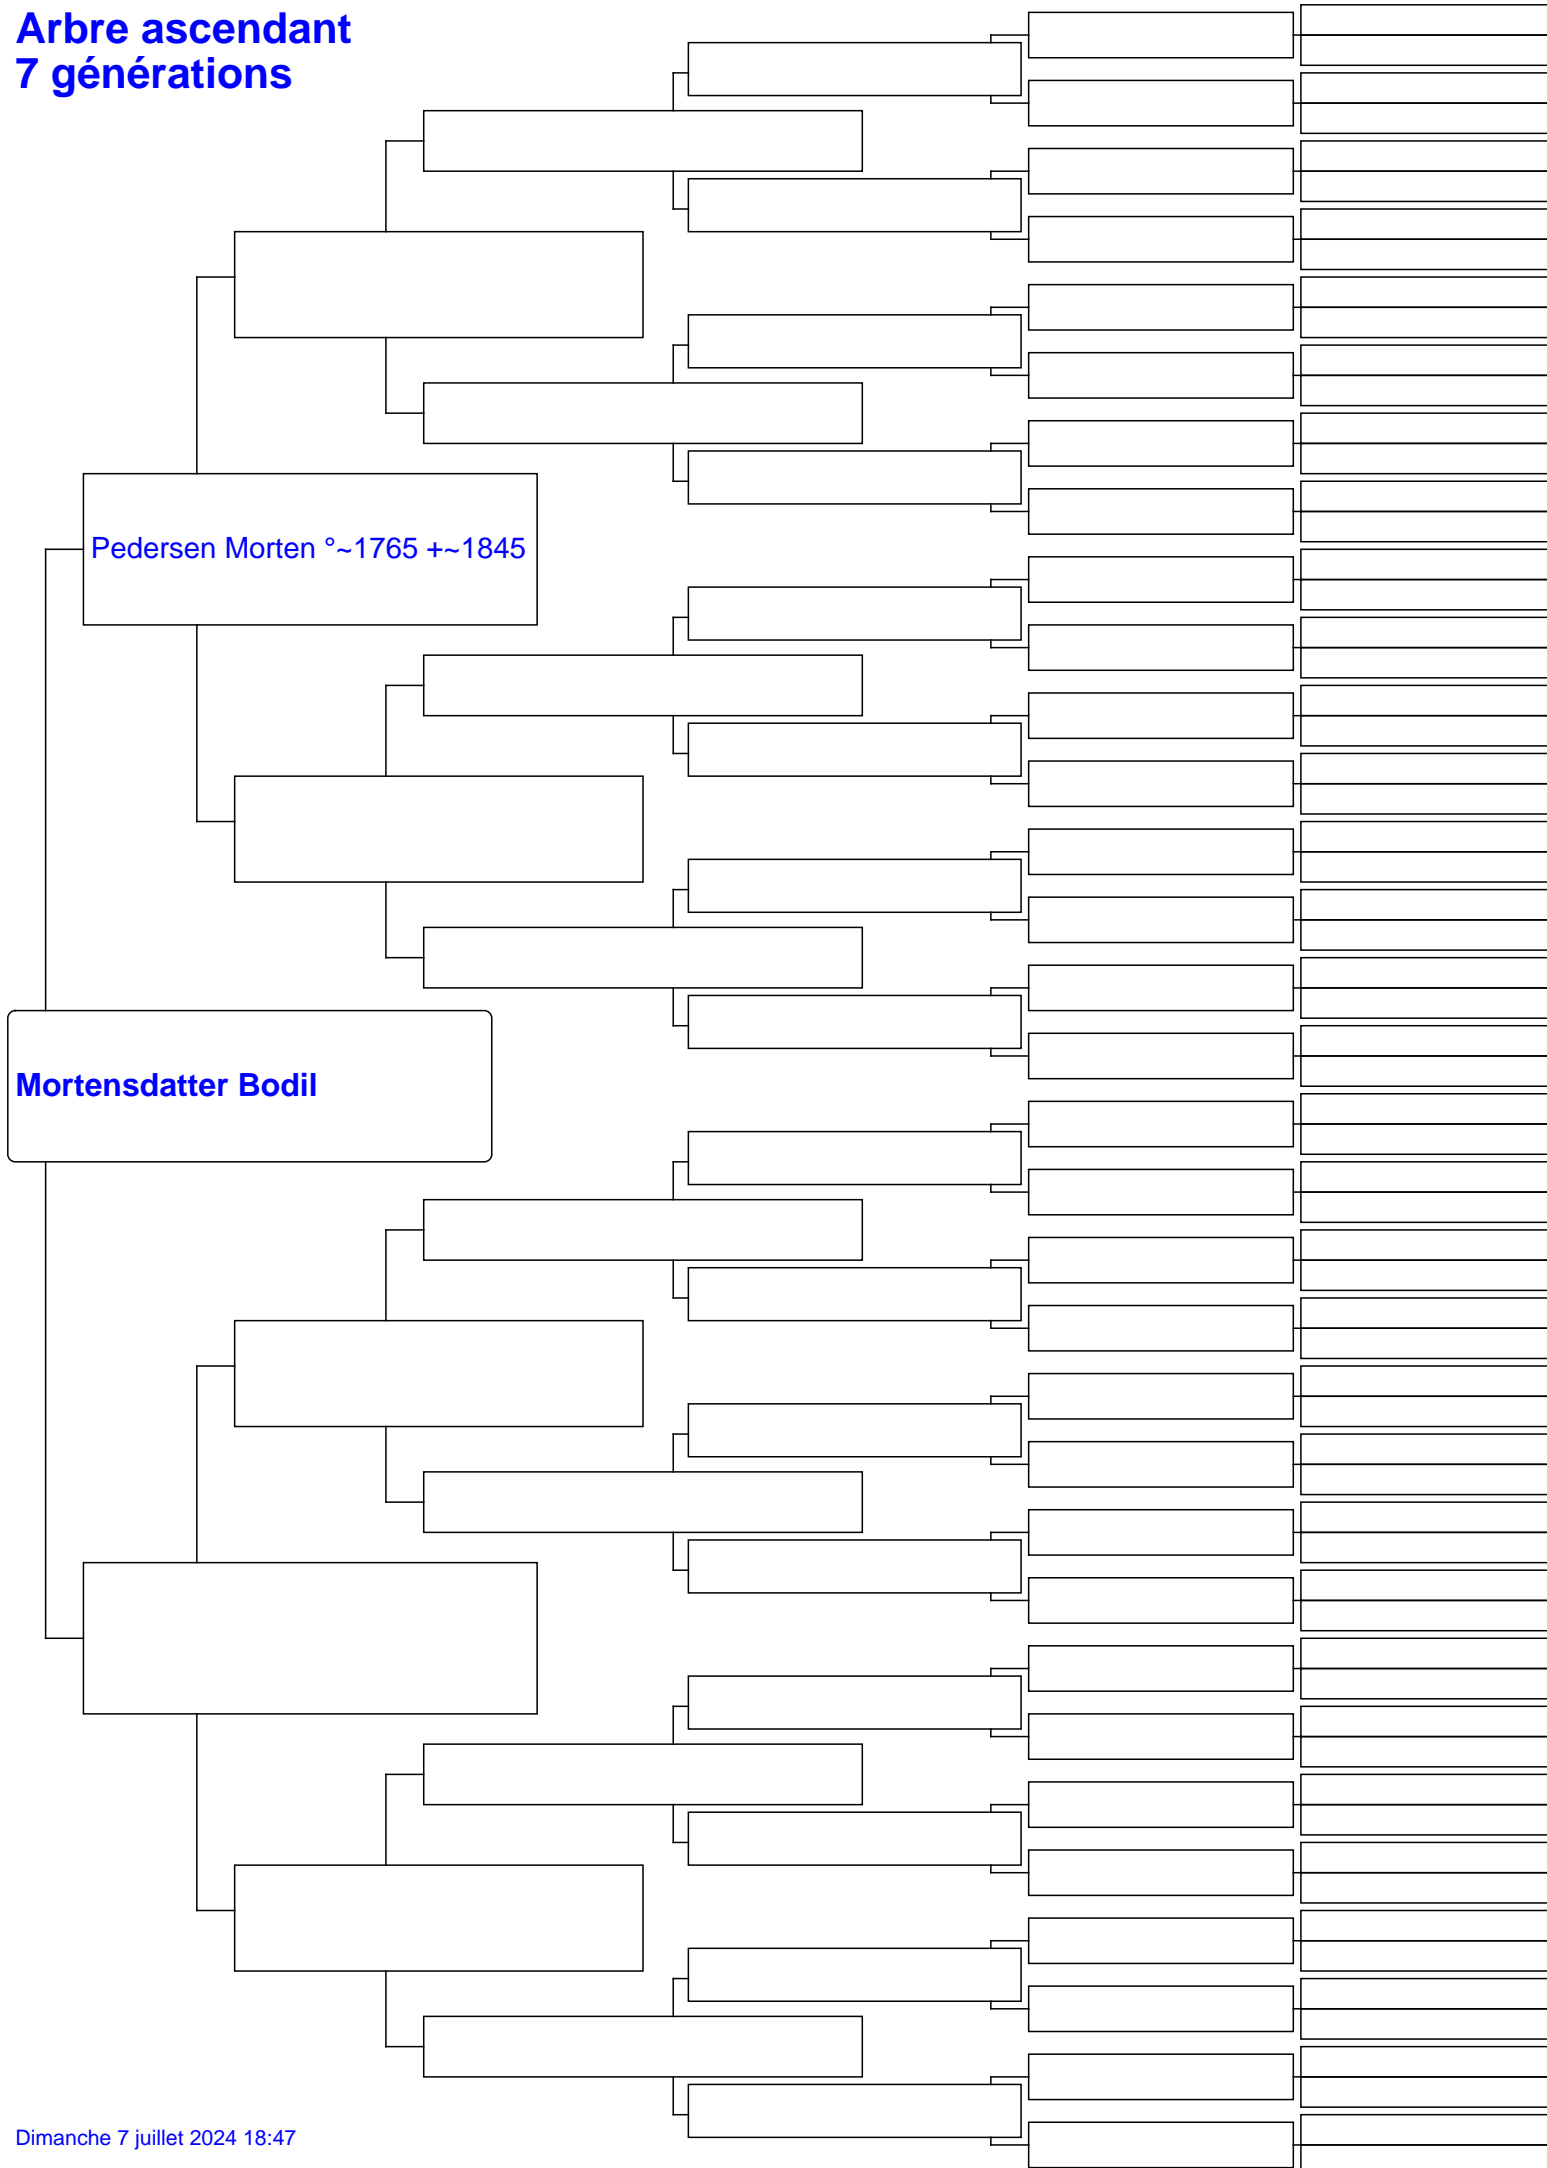 Arbre ascendant
7 générations
Pedersen Morten °~1765 +~1845
Mortensdatter Bodil
Dimanche 7 juillet 2024 18:47